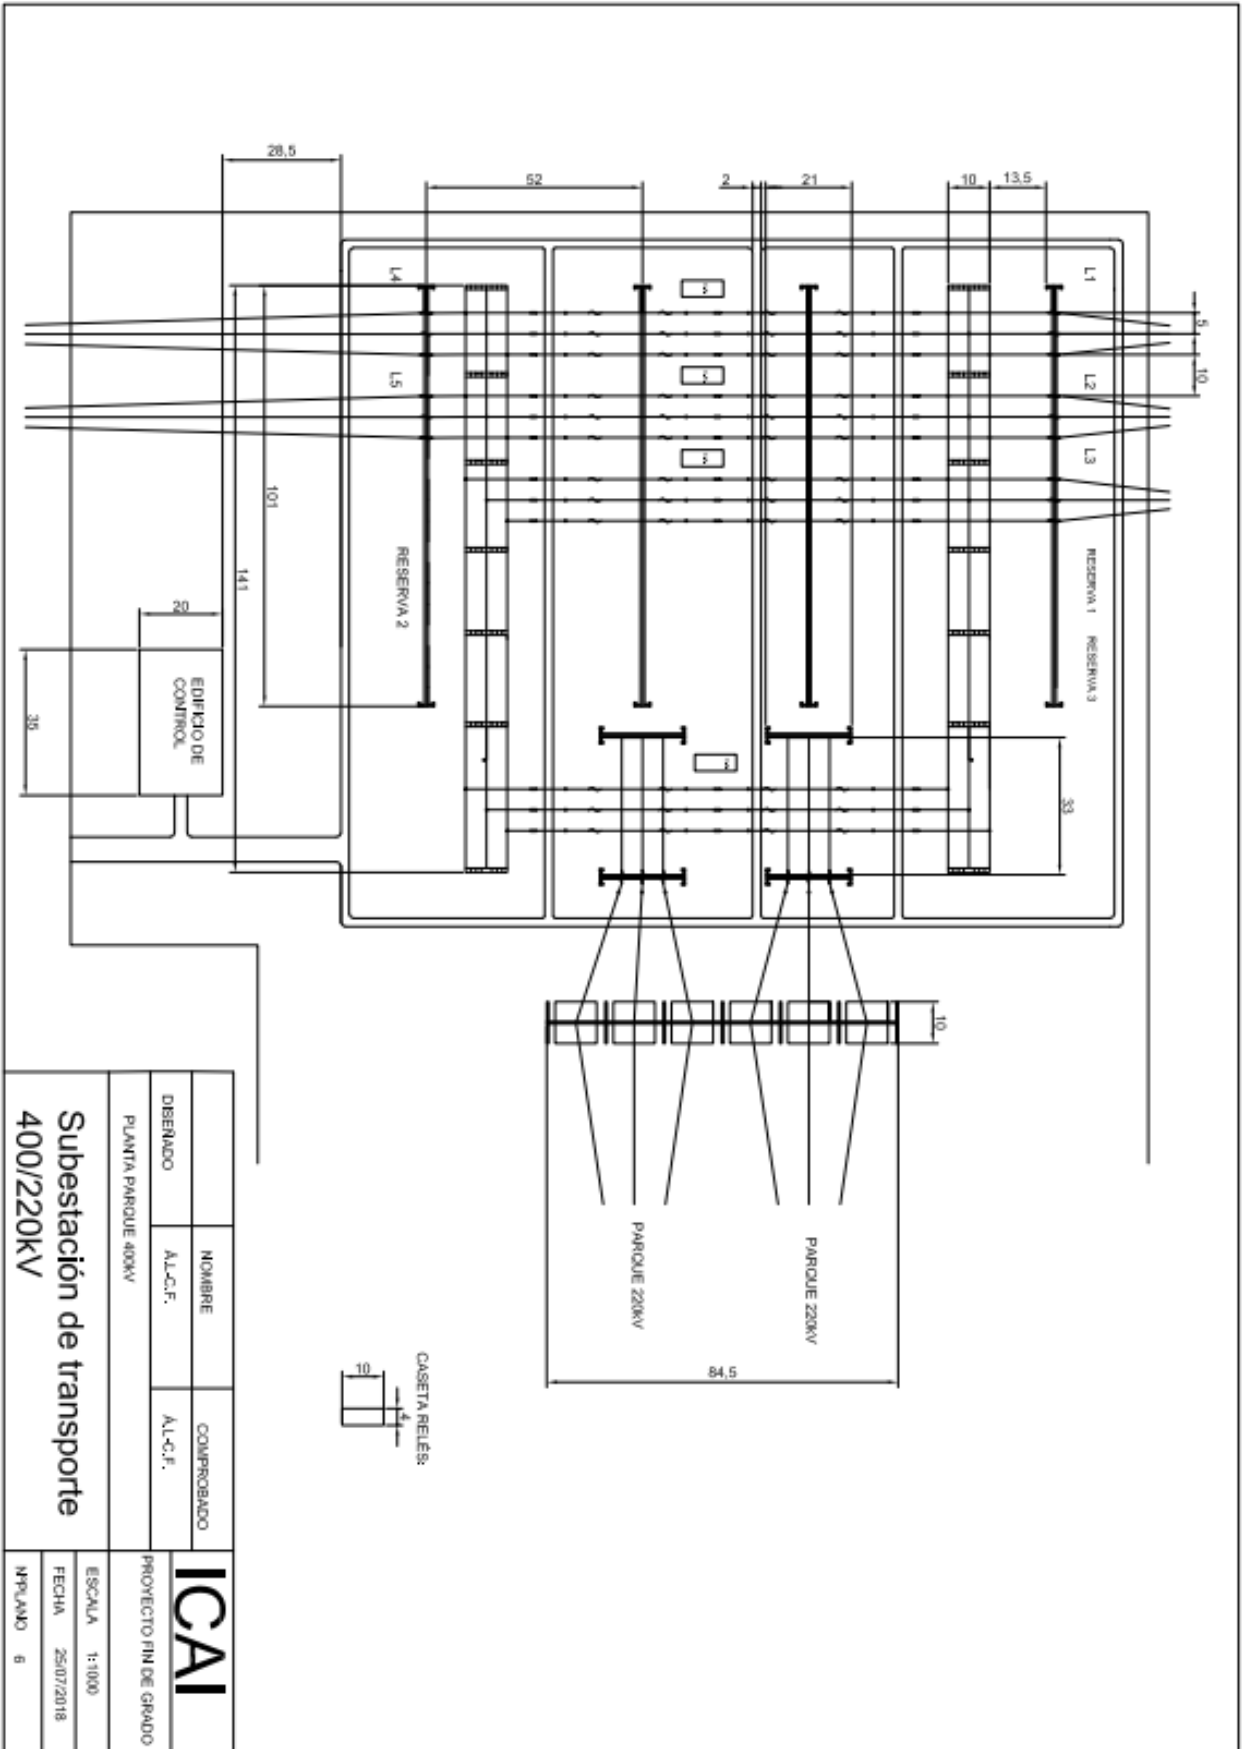 28,5
52
2
21
10
13,5
L4
L1
5
10
L5
L2
L3
101
141
RESERVA 2
RESERVA 1
RESERVA 3
20
EDIFICIO DE
CONTROL
35
33
10
PARQUE 220kV
PARQUE 220kV
84,5
CASETA RELÉS:
10
4
NOMBRE
COMPROBADO
DISEÑADO
Á.L-C.F.
Á.L-C.F.
PLANTA PARQUE 400kV
Subestación de transporte
400/220kV
ICAI
PROYECTO FIN DE GRADO
ESCALA 1:1000
FECHA 25/07/2018
NºPLANO 6